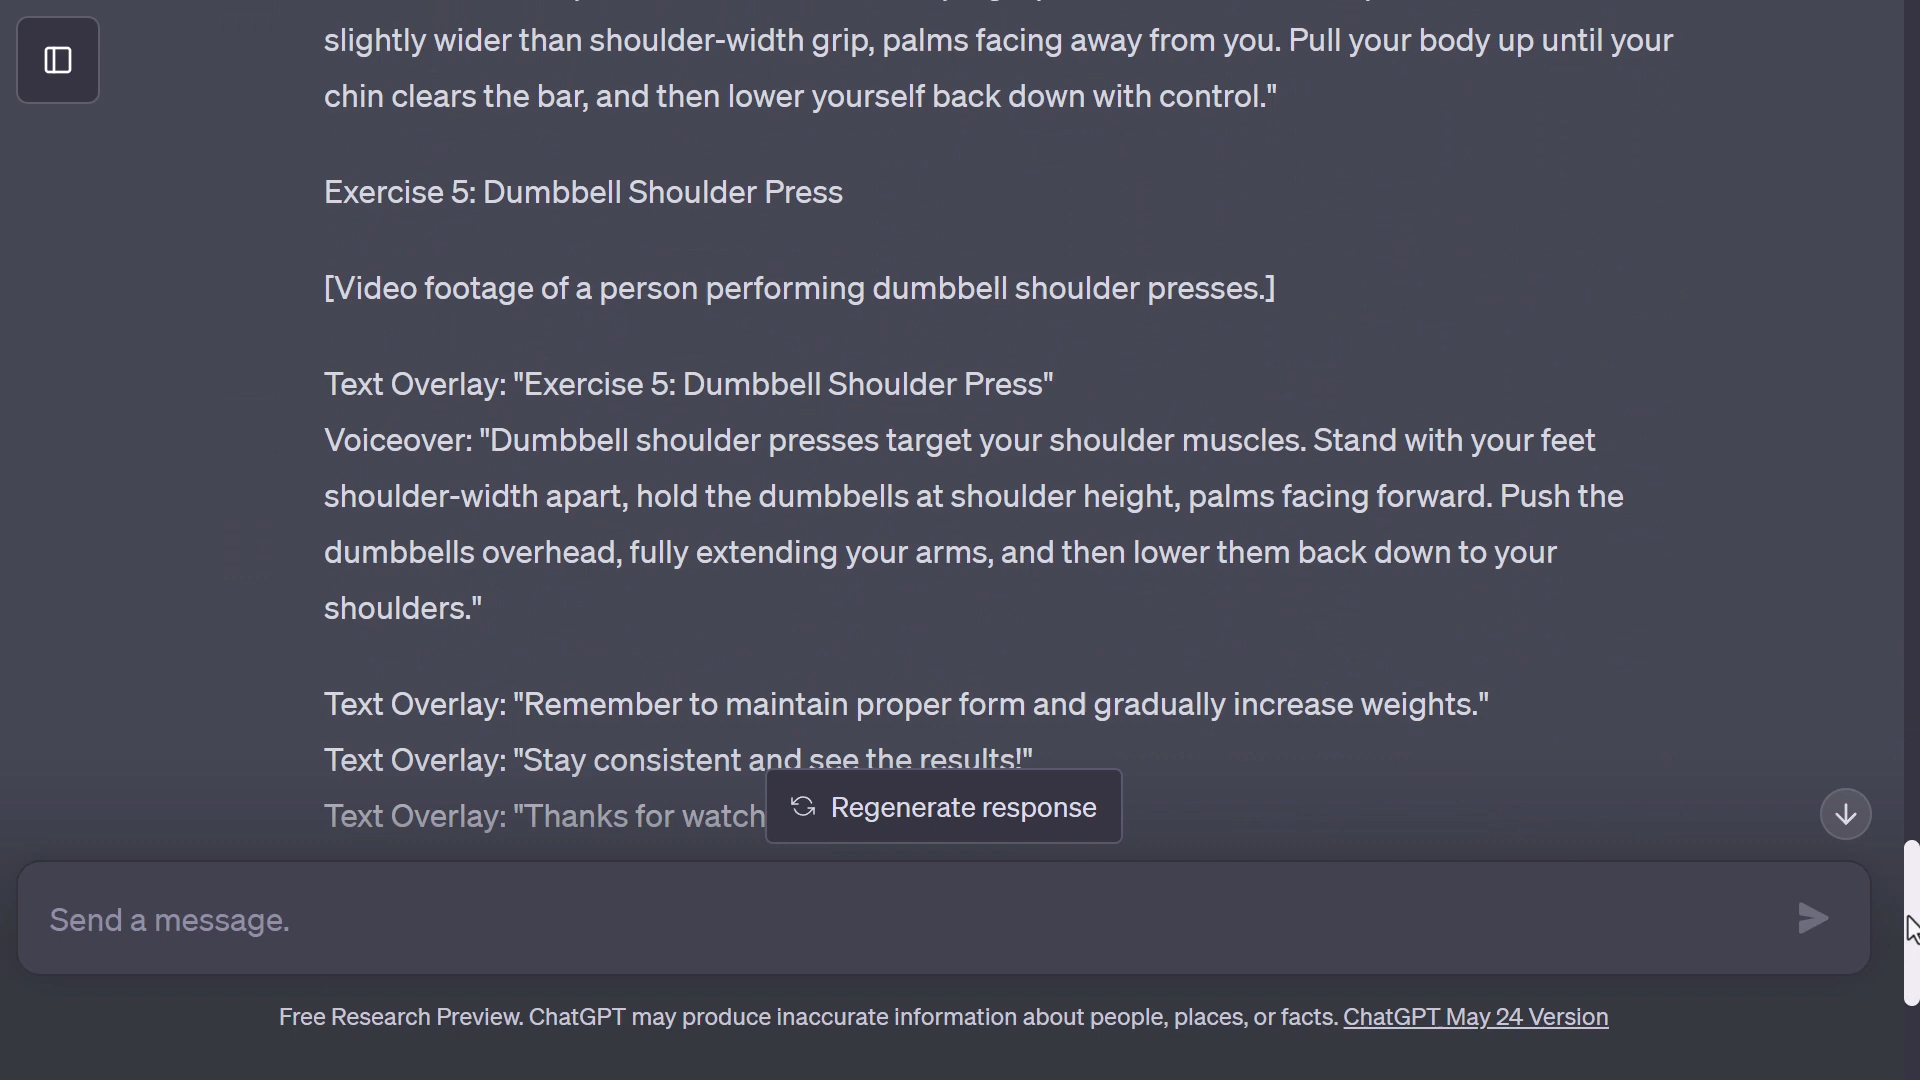 slightly wider than shoulder-width grip, palms facing away from you. Pull your body up until your
chin clears the bar, and then lower yourself back down with control."
Exercise 5: Dumbbell Shoulder Press
[Video footage of a person performing dumbbell shoulder presses.]
Text Overlay: "Exercise 5: Dumbbell Shoulder Press"
Voiceover: "Dumbbell shoulder presses target your shoulder muscles. Stand with your feet
shoulder-width apart, hold the dumbbells at shoulder height, palms facing forward. Push the
dumbbells overhead, fully extending your arms, and then lower them back down to your
shoulders."
Text Overlay: "Remember to maintain proper form and gradually increase weights."
Text Overlay: "Stay consistent and see the results!"
Text Overlay: "Thanks for watch
Regenerate response
Send a message.
Free Research Preview. ChatGPT may produce inaccurate information about people, places, or facts. ChatGPT May 24 Version